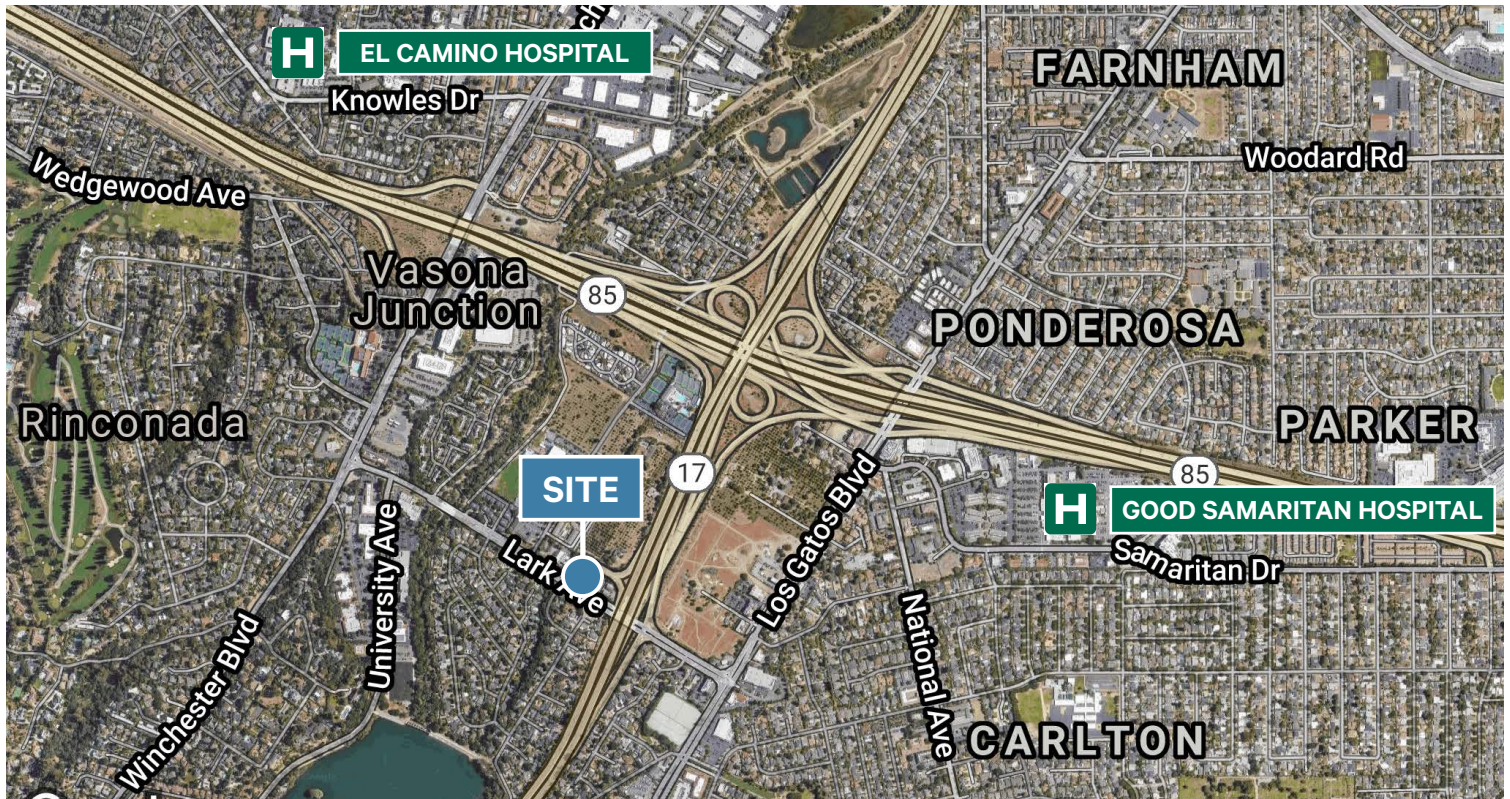 ch
H
EL CAMINO HOSPITAL
Knowles Dr
FARNHAM
Woodard Rd
Wedgewood Ave
Vasona
Junction
85
PONDEROSA
Rinconada
PARKER
SITE
17
85
H
GOOD SAMARITAN HOSPITAL
Los Gatos Blvd
Lark Ave
Samaritan Dr
University Ave
National Ave
Winchester Blvd
CARLTON